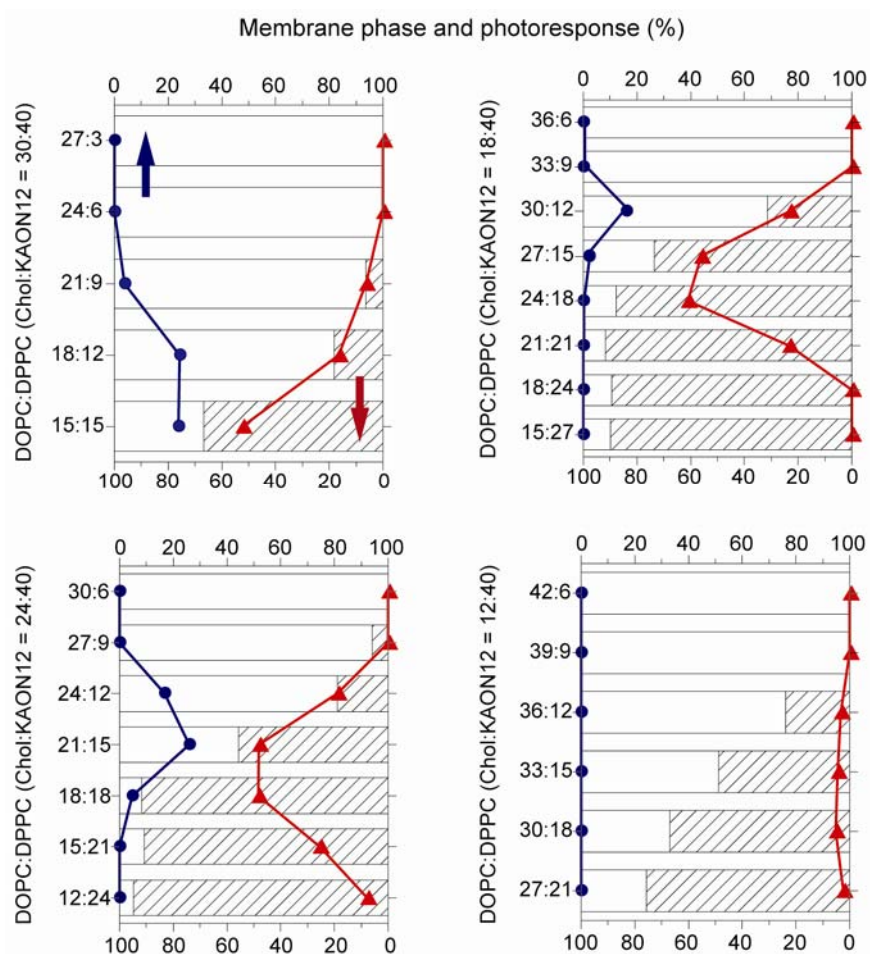 Membrane phase and photoresponse (%)
0 20 40 60 80 100
DOPC:DPPC (Chol:KAON12 = 30:40)
27:3
24:6
21:9
18:12
15:15
100 80 60 40 20 0
0 20 40 60 80 100
DOPC:DPPC (Chol:KAON12 = 18:40)
36:6
33:9
30:12
27:15
24:18
21:21
18:24
15:27
100 80 60 40 20 0
0 20 40 60 80 100
DOPC:DPPC (Chol:KAON12 = 24:40)
30:6
27:9
24:12
21:15
18:18
15:21
12:24
100 80 60 40 20 0
0 20 40 60 80 100
DOPC:DPPC (Chol:KAON12 = 12:40)
42:6
39:9
36:12
33:15
30:18
27:21
100 80 60 40 20 0